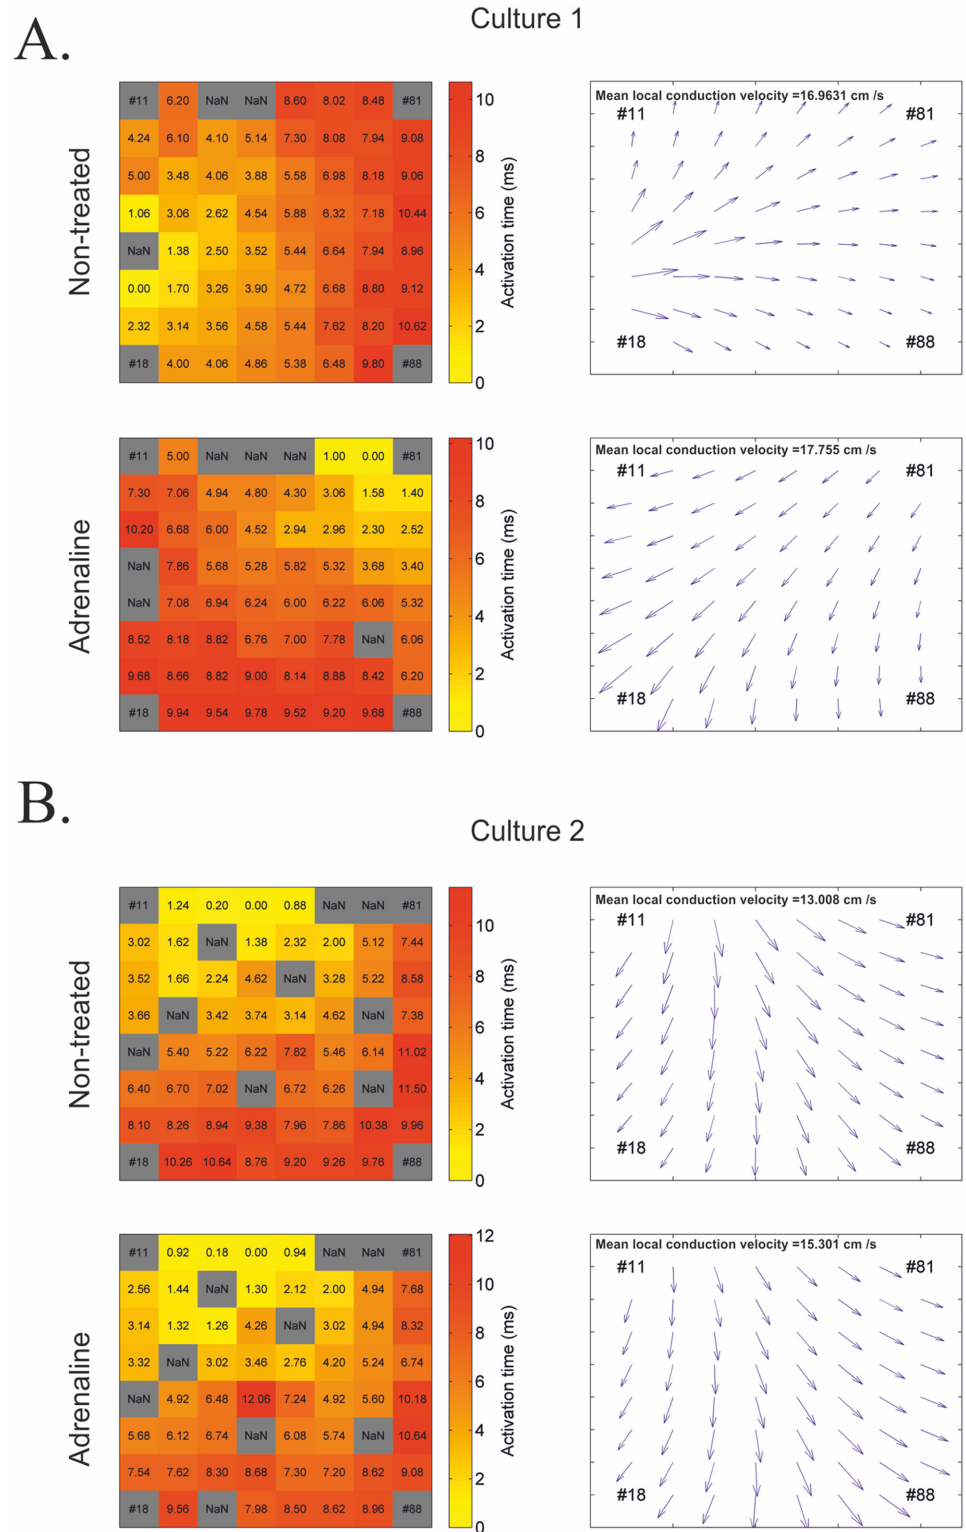 Culture 1
A.
Non-treated
#11 6.20 NaN NaN 8.60 8.02 8.48 #81
4.24 6.10 4.10 5.14 7.30 8.08 7.94 9.08
5.00 3.48 4.06 3.88 5.58 6.98 8.18 9.06
1.06 3.06 2.62 4.54 5.88 6.32 7.18 10.44
NaN 1.38 2.50 3.52 5.44 6.64 7.94 8.96
0.00 1.70 3.26 3.90 4.72 6.68 8.80 9.12
2.32 3.14 3.56 4.58 5.44 7.62 8.20 10.62
#18 4.00 4.06 4.86 5.38 6.48 9.80 #88
10
8
6
4
2
0
Activation time (ms)
Mean local conduction velocity =16.9631 cm /s
#11 #81
#18 #88
Adrenaline
#11 5.00 NaN NaN NaN 1.00 0.00 #81
7.30 7.06 4.94 4.80 4.30 3.06 1.58 1.40
10.20 6.68 6.00 4.52 2.94 2.96 2.30 2.52
NaN 7.86 5.68 5.28 5.82 5.32 3.68 3.40
NaN 7.08 6.94 6.24 6.00 6.22 6.06 5.32
8.52 8.18 8.82 6.76 7.00 7.78 NaN 6.06
9.68 8.66 8.82 9.00 8.14 8.88 8.42 6.20
#18 9.94 9.54 9.78 9.52 9.20 9.68 #88
10
8
6
4
2
0
Activation time (ms)
Mean local conduction velocity =17.755 cm /s
#11 #81
#18 #88
B.
Culture 2
Non-treated
#11 1.24 0.20 0.00 0.88 NaN NaN #81
3.02 1.62 NaN 1.38 2.32 2.00 5.12 7.44
3.52 1.66 2.24 4.62 NaN 3.28 5.22 8.58
3.66 NaN 3.42 3.74 3.14 4.62 NaN 7.38
NaN 5.40 5.22 6.22 7.82 5.46 6.14 11.02
6.40 6.70 7.02 NaN 6.72 6.26 NaN 11.50
8.10 8.26 8.94 9.38 7.96 7.86 10.38 9.96
#18 10.26 10.64 8.76 9.20 9.26 9.76 #88
10
8
6
4
2
0
Activation time (ms)
Mean local conduction velocity =13.008 cm /s
#11 #81
#18 #88
Adrenaline
#11 0.92 0.18 0.00 0.94 NaN NaN #81
2.56 1.44 NaN 1.30 2.12 2.00 4.94 7.68
3.14 1.32 1.26 4.26 NaN 3.02 4.94 8.32
3.32 NaN 3.02 3.46 2.76 4.20 5.24 6.74
NaN 4.92 6.48 12.06 7.24 4.92 5.60 10.18
5.68 6.12 6.74 NaN 6.08 5.74 NaN 10.64
7.54 7.62 8.30 8.68 7.30 7.20 8.62 9.08
#18 9.56 NaN 7.98 8.50 8.62 8.96 #88
12
10
8
6
4
2
0
Activation time (ms)
Mean local conduction velocity =15.301 cm /s
#11 #81
#18 #88